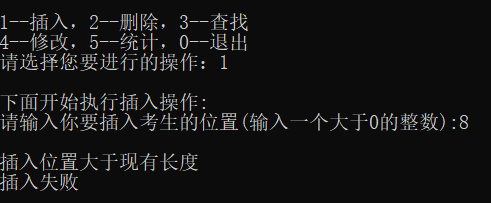 1--插入，2--删除，3--查找
4--修改，5--统计，0--退出
请选择您要进行的操作：1
下面开始执行插入操作:
请输入你要插入考生的位置(输入一个大于0的整数):8
插入位置大于现有长度
插入失败